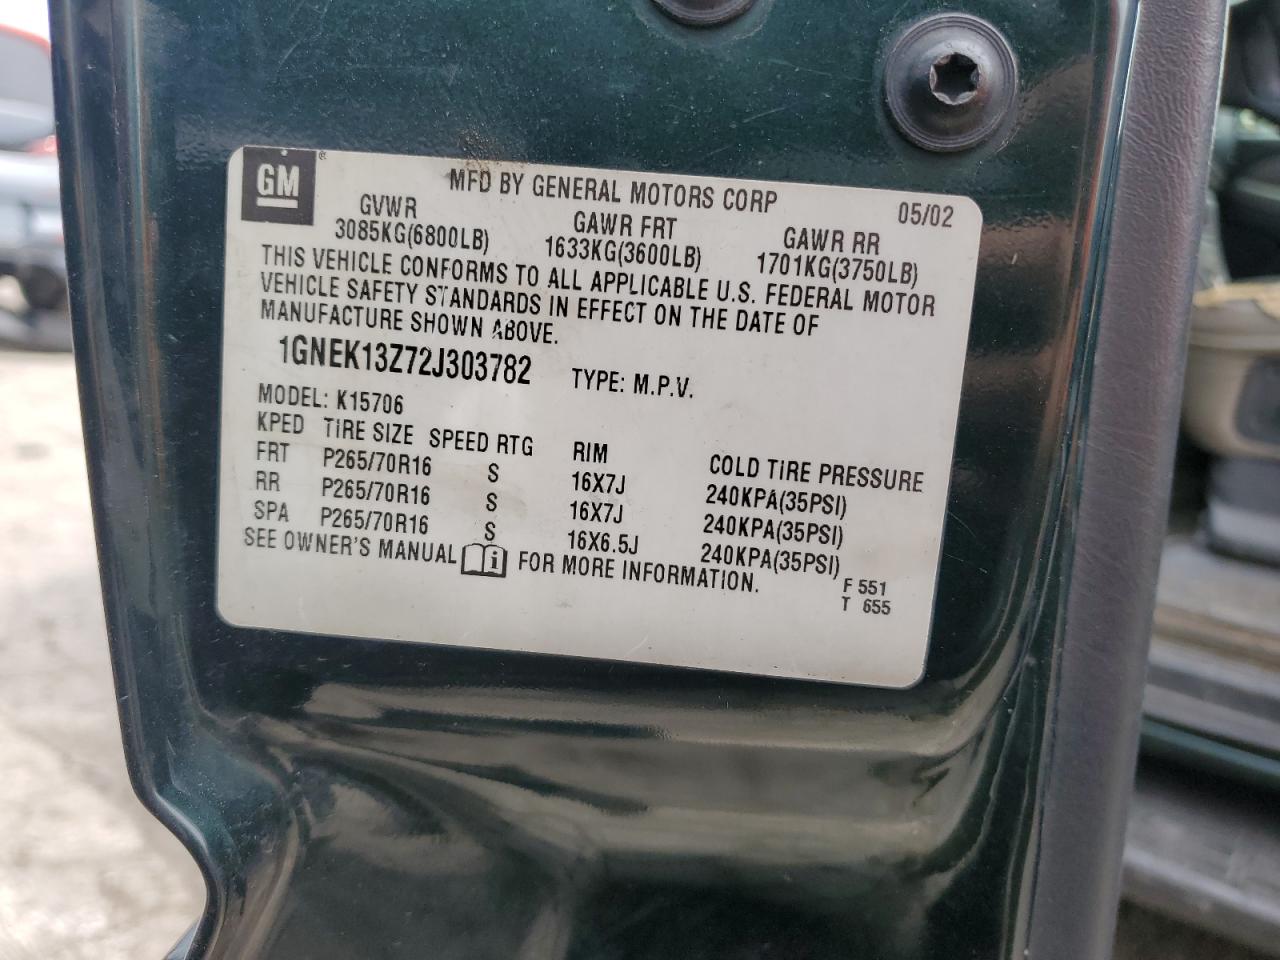 GM ®
MFD BY GENERAL MOTORS CORP 05/02
GVWR GAWR FRT GAWR RR
3085KG(6800LB) 1633KG(3600LB) 1701KG(3750LB)
THIS VEHICLE CONFORMS TO ALL APPLICABLE U.S. FEDERAL MOTOR
VEHICLE SAFETY STANDARDS IN EFFECT ON THE DATE OF
MANUFACTURE SHOWN ABOVE.
1GNEK13Z72J303782 TYPE: M.P.V.
MODEL: K15706
KPED TIRE SIZE SPEED RTG RIM COLD TIRE PRESSURE
FRT P265/70R16 S 16X7J 240KPA(35PSI)
RR P265/70R16 S 16X7J 240KPA(35PSI)
SPA P265/70R16 S 16X6.5J 240KPA(35PSI)
SEE OWNER'S MANUAL i FOR MORE INFORMATION.
F 551
T 655